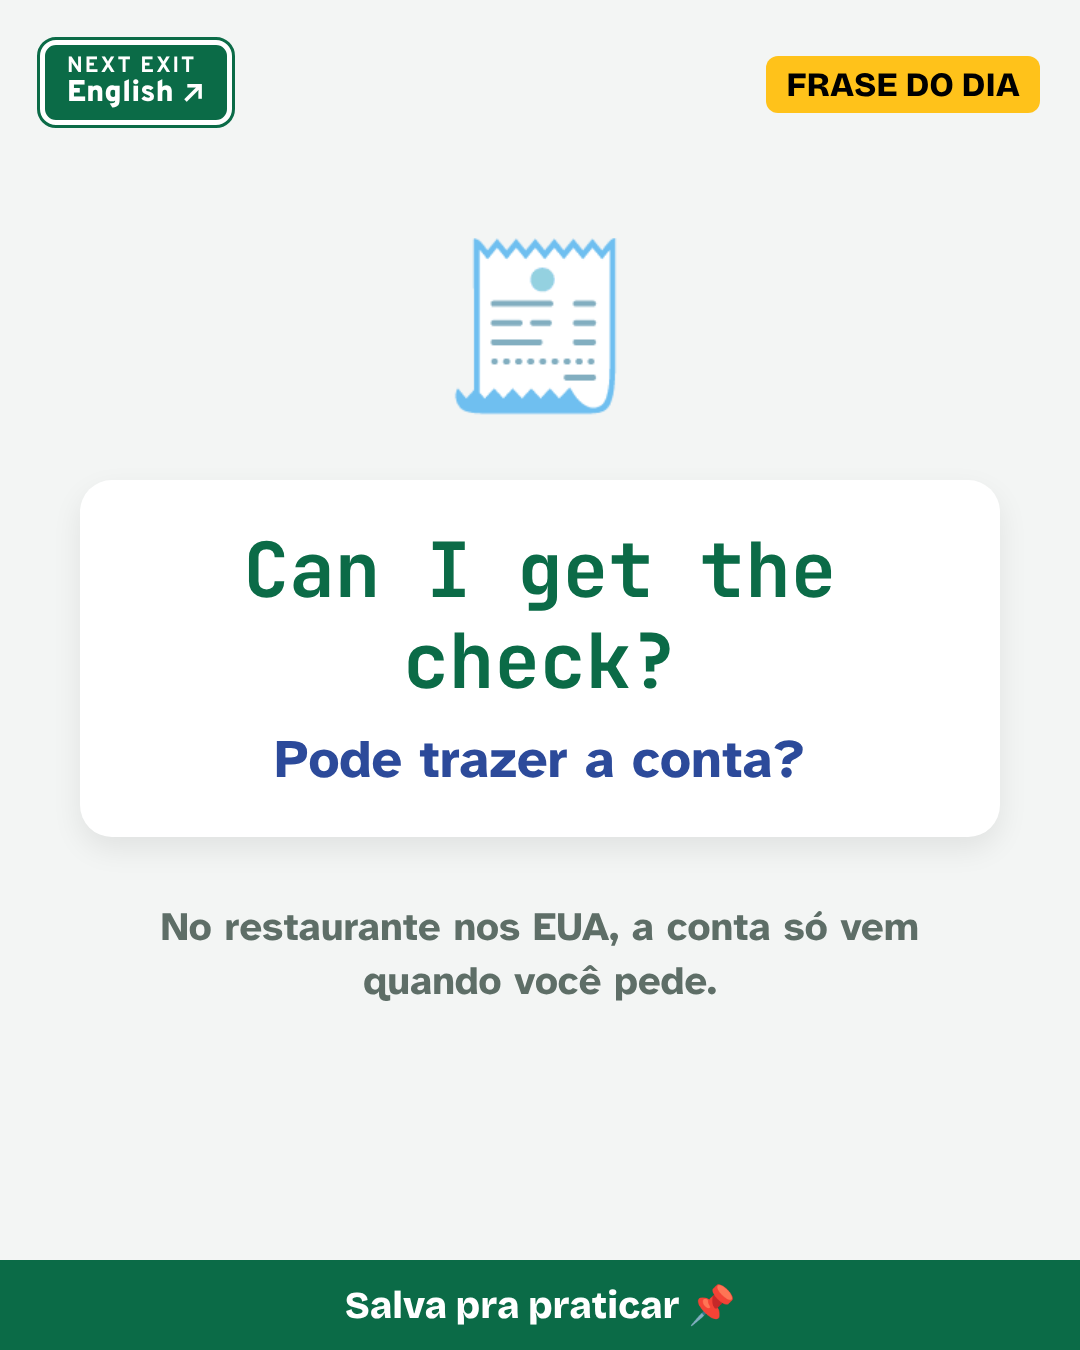 NEXT EXIT
English ↗
FRASE DO DIA
Can I get the
check?
Pode trazer a conta?
No restaurante nos EUA, a conta só vem
quando você pede.
Salva pra praticar 📌